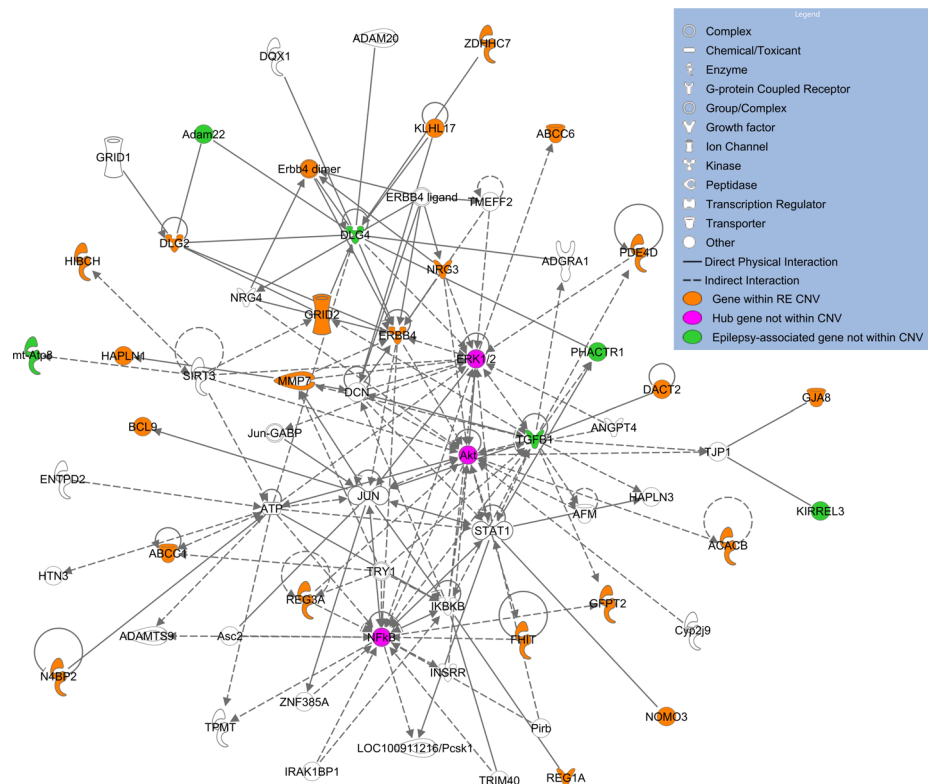 Legend
Complex
Chemical/Toxicant
Enzyme
G-protein Coupled Receptor
Group/Complex
Growth factor
Ion Channel
Kinase
Peptidase
Transcription Regulator
Transporter
Other
Direct Physical Interaction
Indirect Interaction
Gene within RE CNV
Hub gene not within CNV
Epilepsy-associated gene not within CNV
ADAM20
ZDHHC7
DQX1
KLHL17
Adam22
ABCC6
GRID1
Erbb4 dimer
ERBB4 ligand
TMEFF2
DLG4
DLG2
HIBCH
PDE4D
ADGRA1
NRG3
NRG4
GRID2
ERBB4
mt-Atp8
HAPLN1
ERK1/2
PHACTR1
SIRT3
MMP7
DCN
DACT2
GJA8
BCL9
Jun-GABP
TGFB1
ANGPT4
TJP1
Akt
ENTPD2
JUN
HAPLN3
ATP
AFM
KIRREL3
STAT1
ABCC1
ACACB
HTN3
TRY1
REG3A
IKBKB
GFPT2
ADAMTS9
Asc2
NFkB
FHIT
Cyp2j9
N4BP2
INSRR
ZNF385A
NOMO3
TPMT
Pirb
LOC100911216/Pcsk1
IRAK1BP1
TRIM40
REG1A